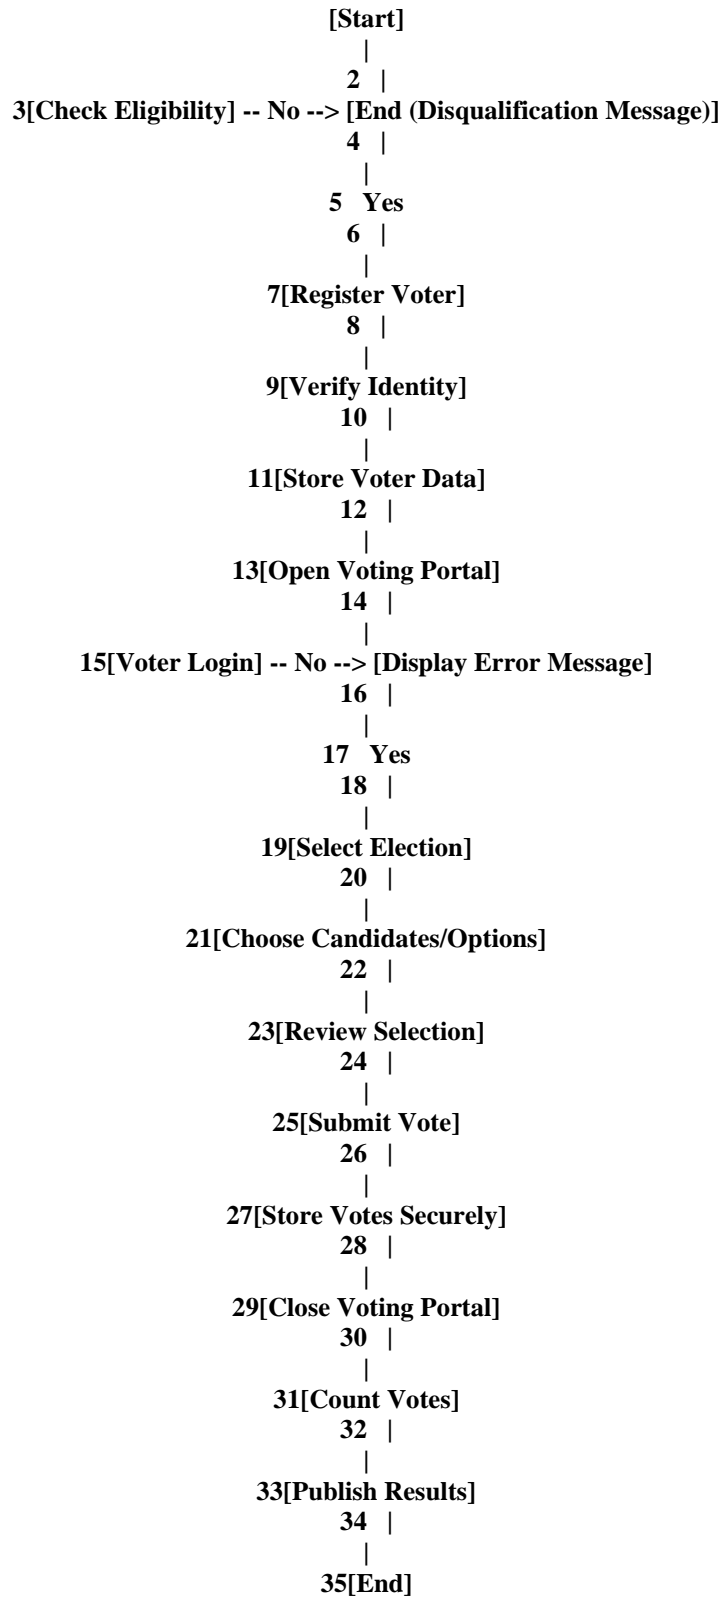 [Start]
|
2 |
3[Check Eligibility] -- No --> [End (Disqualification Message)]
4 |
|
5 Yes
6 |
|
7[Register Voter]
8 |
|
9[Verify Identity]
10 |
|
11[Store Voter Data]
12 |
|
13[Open Voting Portal]
14 |
|
15[Voter Login] -- No --> [Display Error Message]
16 |
|
17 Yes
18 |
|
19[Select Election]
20 |
|
21[Choose Candidates/Options]
22 |
|
23[Review Selection]
24 |
|
25[Submit Vote]
26 |
|
27[Store Votes Securely]
28 |
|
29[Close Voting Portal]
30 |
|
31[Count Votes]
32 |
|
33[Publish Results]
34 |
|
35[End]